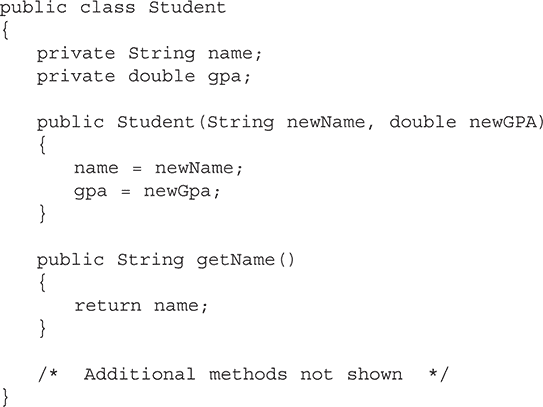 public class Student
{
    private String name;
    private double gpa;

    public Student(String newName, double newGPA)
    {
        name = newName;
        gpa = newGpa;
    }

    public String getName()
    {
        return name;
    }

    /*  Additional methods not shown  */
}